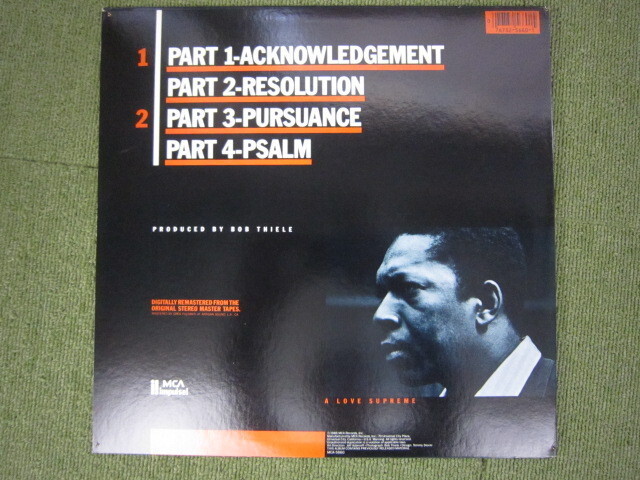 1 PART 1-ACKNOWLEDGEMENT
PART 2-RESOLUTION
2 PART 3-PURSUANCE
PART 4-PSALM
PRODUCED BY BOB THIELE
DIGITALLY REMASTERED FROM THE
ORIGINAL STEREO MASTER TAPES.
MCA
impulse!
A LOVE SUPREME